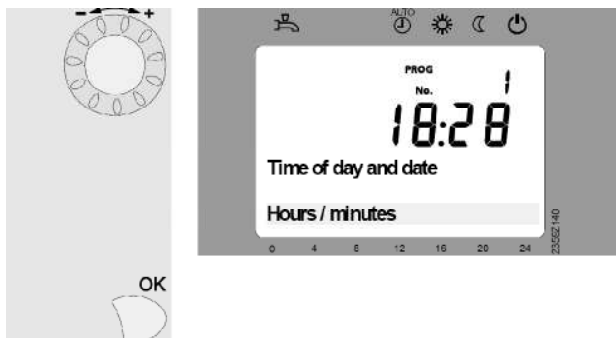 - +
AUTO
PROG
No. 1
18:28
Time of day and date
Hours / minutes
0 4 8 12 16 20 24
OK
2358Z140